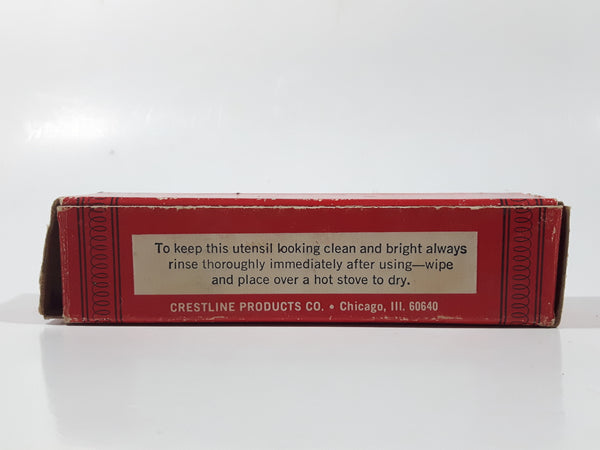 To keep this utensil looking clean and bright always
rinse thoroughly immediately after using—wipe
and place over a hot stove to dry.
CRESTLINE PRODUCTS CO. • Chicago, Ill. 60640